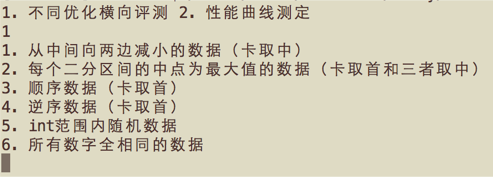 1. 不同优化横向评测 2. 性能曲线测定
1
1. 从中间向两边减小的数据（卡取中）
2. 每个二分区间的中点为最大值的数据（卡取首和三者取中）
3. 顺序数据（卡取首）
4. 逆序数据（卡取首）
5. int范围内随机数据
6. 所有数字全相同的数据